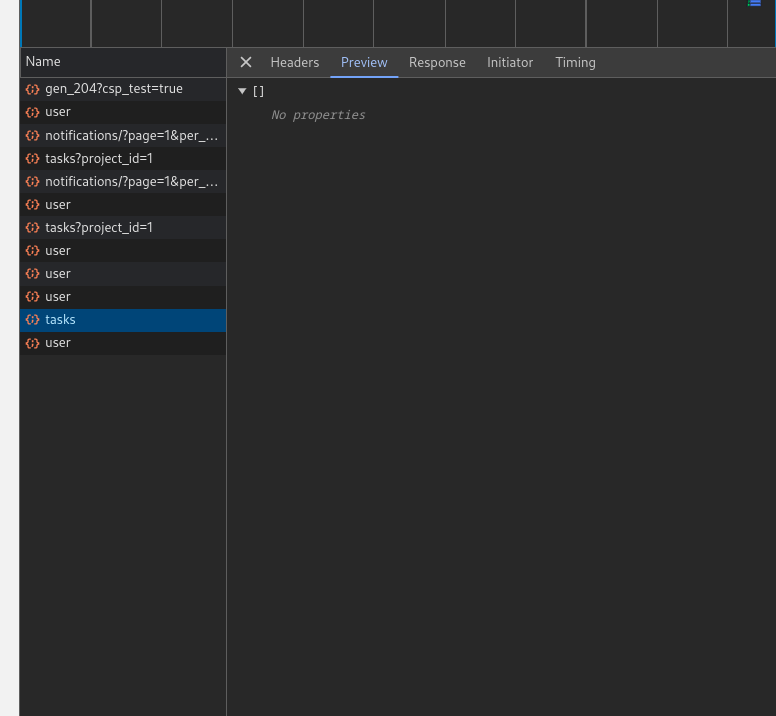 Name
Headers Preview Response Initiator Timing
gen_204?csp_test=true
user
notifications/?page=1&per_...
tasks?project_id=1
notifications/?page=1&per_...
user
tasks?project_id=1
user
user
user
tasks
user
[]
No properties